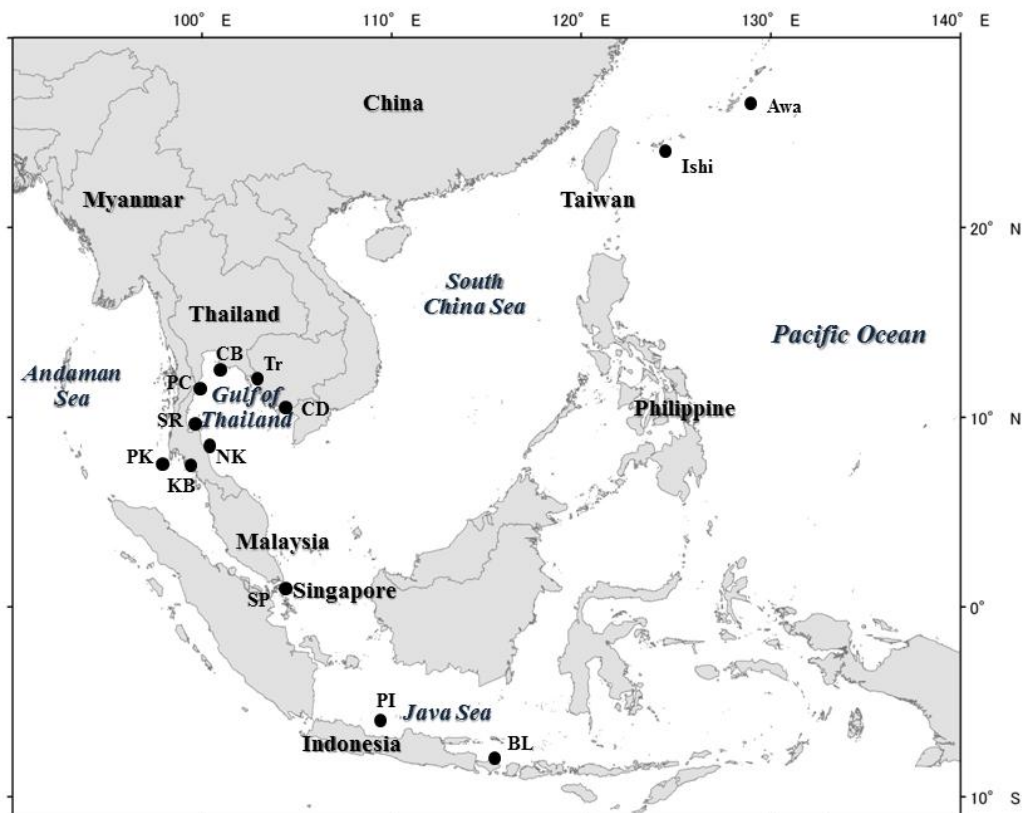 100° E
110° E
120° E
130° E
140° E
China
Awa
Ishi
Myanmar
Taiwan
20° N
South
China Sea
Thailand
Pacific Ocean
CB
Tr
Andaman
Sea
PC
Gulf of
Thailand
CD
Philippine
10° N
SR
PK
NK
KB
Malaysia
SP
Singapore
0°
PI
Java Sea
Indonesia
BL
10° S